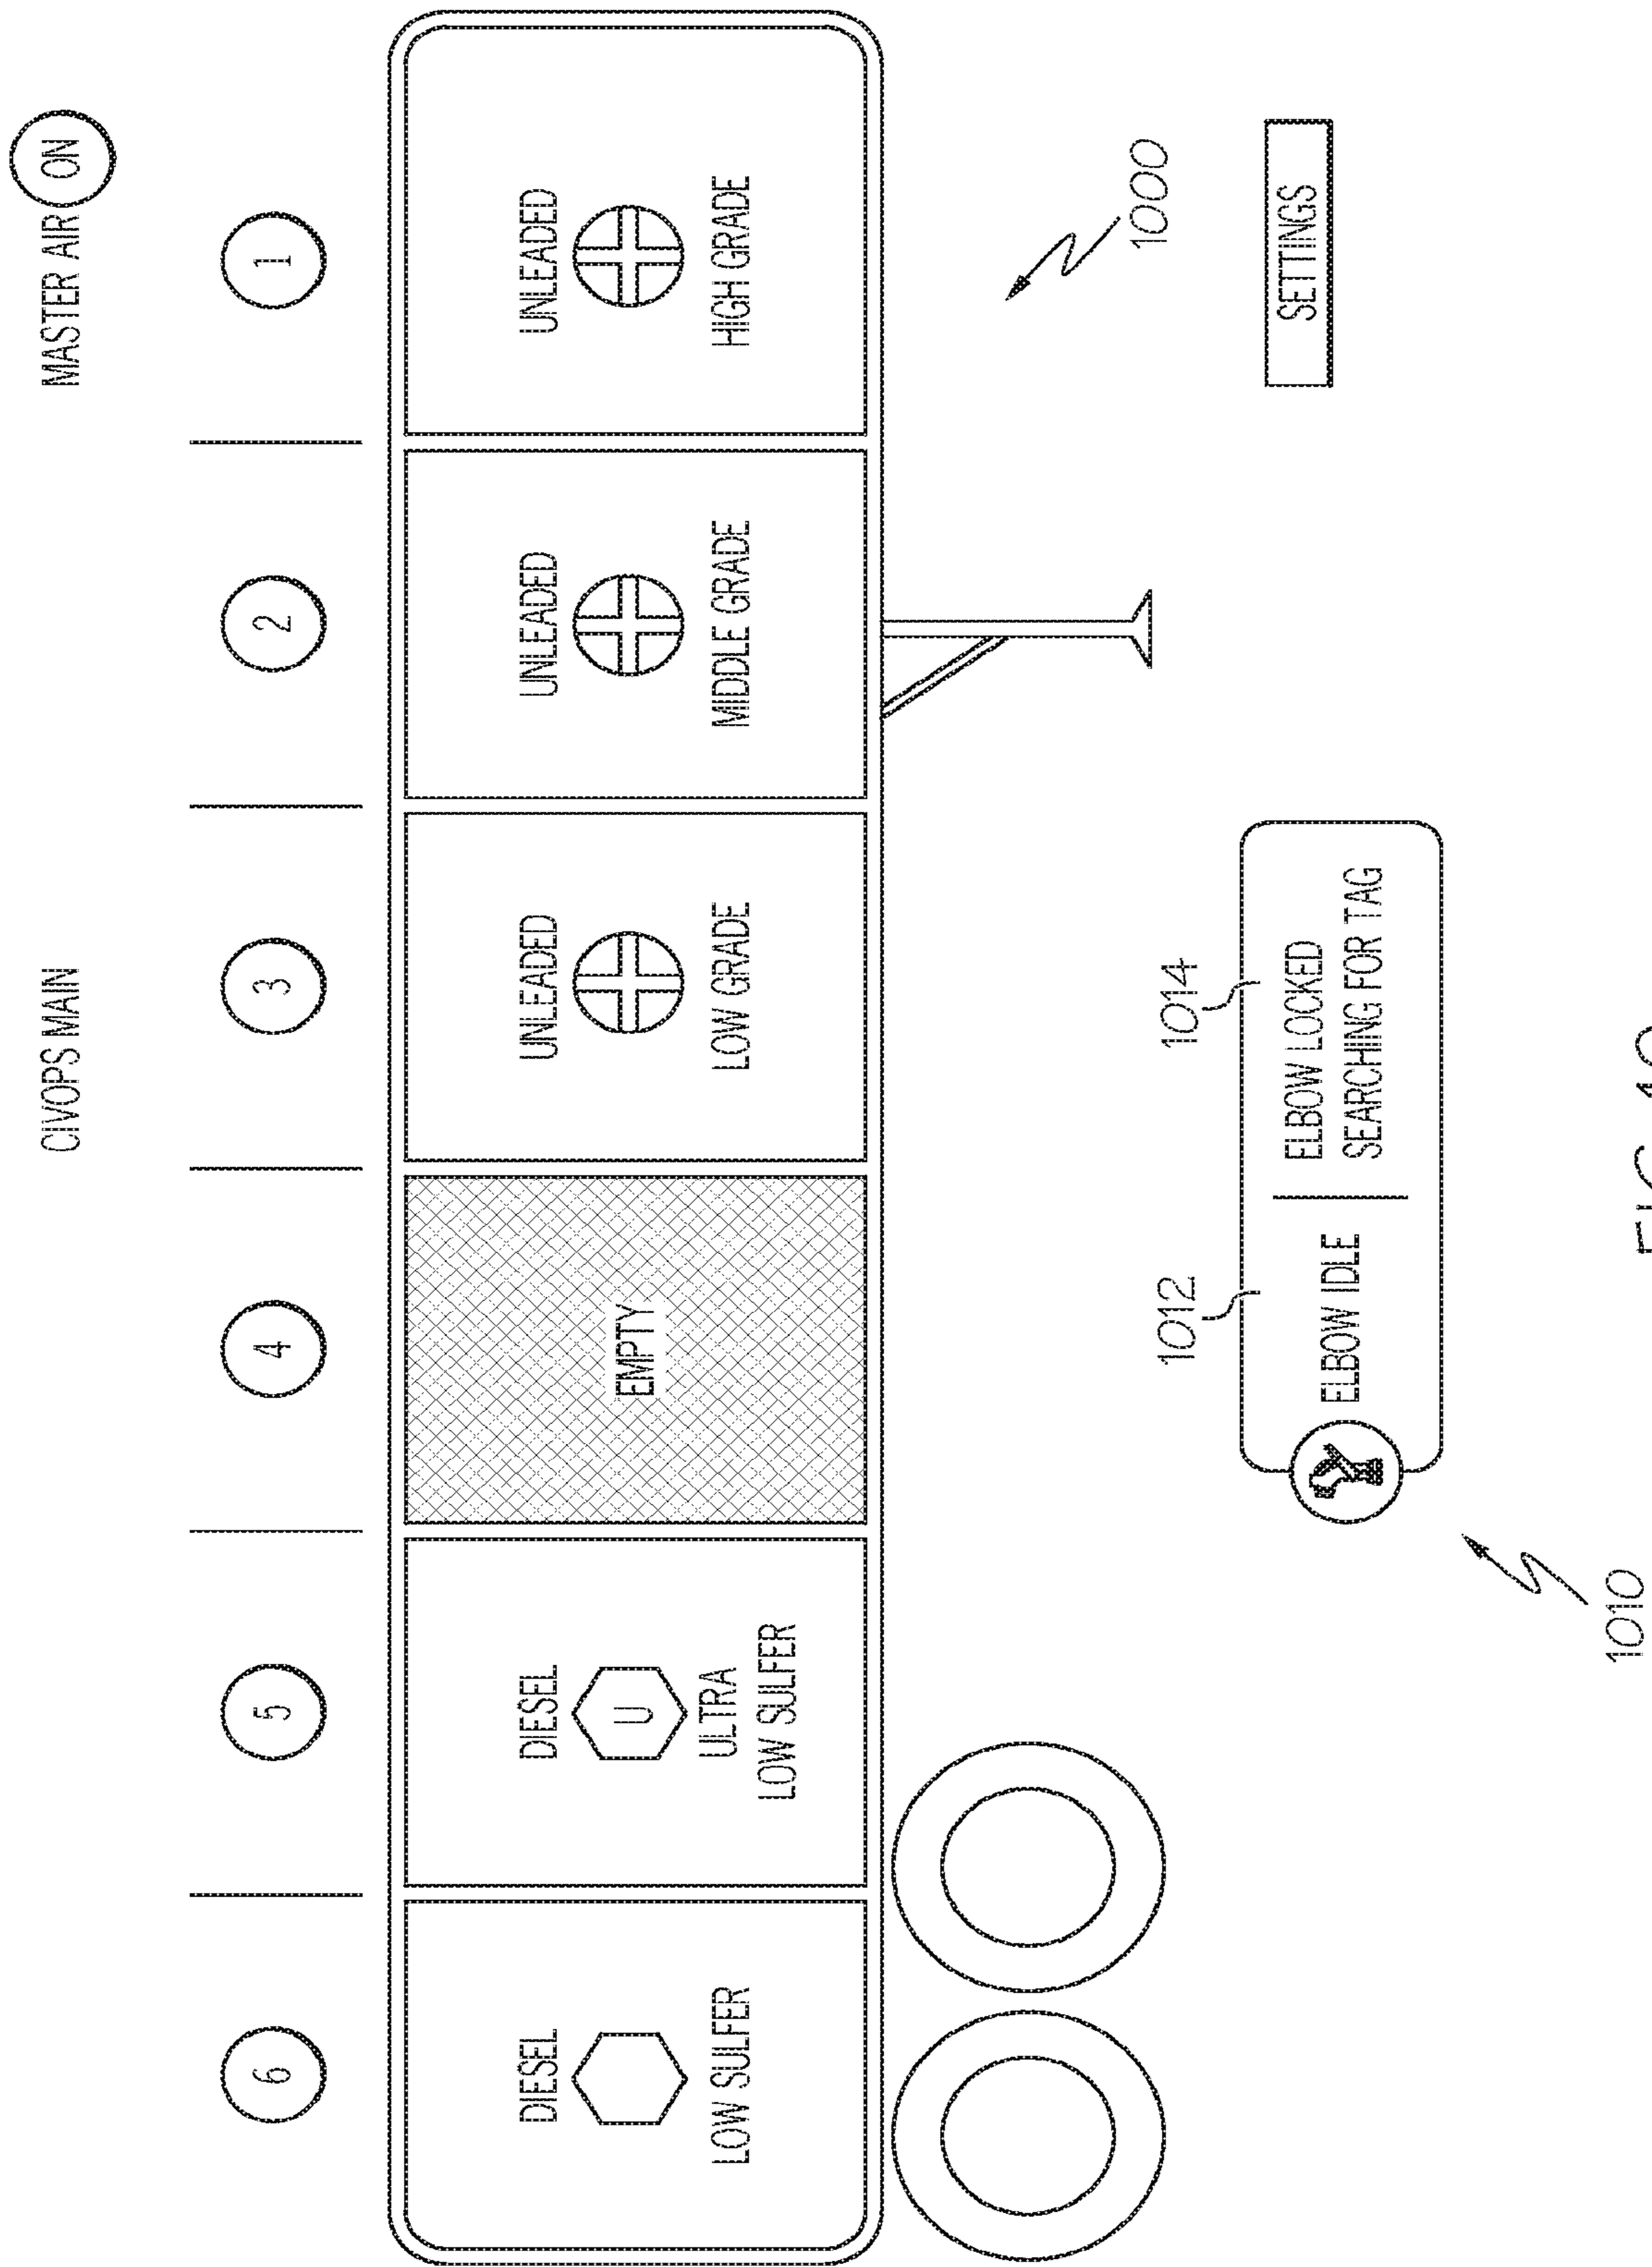 CIVOPS MAIN
MASTER AIR ON
6
5
4
3
2
1
DIESEL
LOW SULFER
DIESEL
U
ULTRA
LOW SULFER
EMPTY
UNLEADED
LOW GRADE
UNLEADED
MIDDLE GRADE
UNLEADED
HIGH GRADE
1000
1012
1014
ELBOW IDLE
ELBOW LOCKED
SEARCHING FOR TAG
SETTINGS
1010